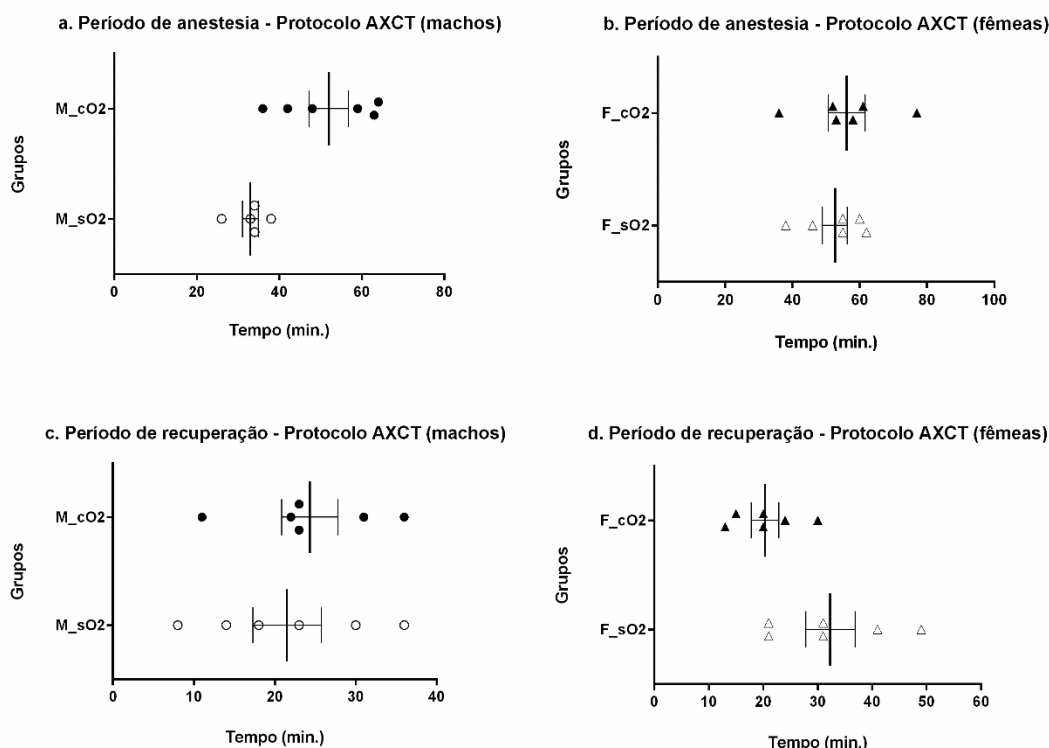 a. Período de anestesia - Protocolo AXCT (machos)
M_cO2
M_sO2
Grupos
0 20 40 60 80
Tempo (min.)
b. Período de anestesia - Protocolo AXCT (fêmeas)
F_cO2
F_sO2
Grupos
0 20 40 60 80 100
Tempo (min.)
c. Período de recuperação - Protocolo AXCT (machos)
M_cO2
M_sO2
Grupos
0 10 20 30 40
Tempo (min.)
d. Período de recuperação - Protocolo AXCT (fêmeas)
F_cO2
F_sO2
Grupos
0 10 20 30 40 50 60
Tempo (min.)